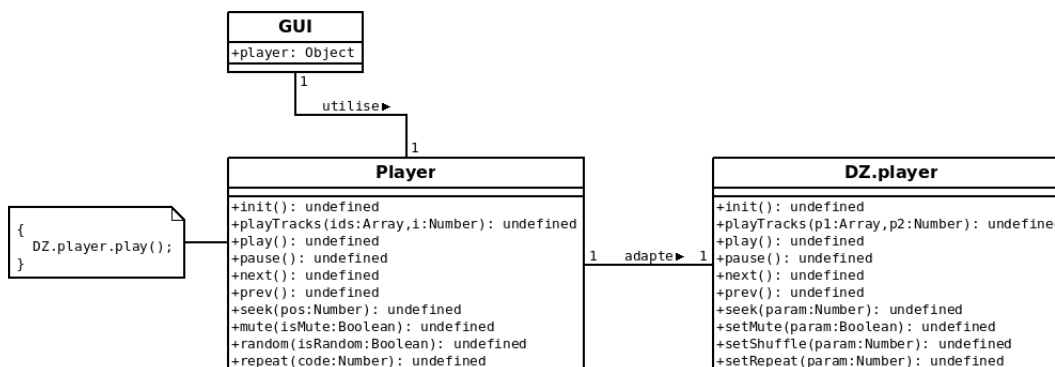 GUI
+player: Object
1
utilise▶
1
Player
+init(): undefined
+playTracks(ids:Array,i:Number): undefined
+play(): undefined
+pause(): undefined
+next(): undefined
+prev(): undefined
+seek(pos:Number): undefined
+mute(isMute:Boolean): undefined
+random(isRandom:Boolean): undefined
+repeat(code:Number): undefined
{
DZ.player.play();
}
1 adapte▶ 1
DZ.player
+init(): undefined
+playTracks(p1:Array,p2:Number): undefined
+play(): undefined
+pause(): undefined
+next(): undefined
+prev(): undefined
+seek(param:Number): undefined
+setMute(param:Boolean): undefined
+setShuffle(param:Number): undefined
+setRepeat(param:Number): undefined